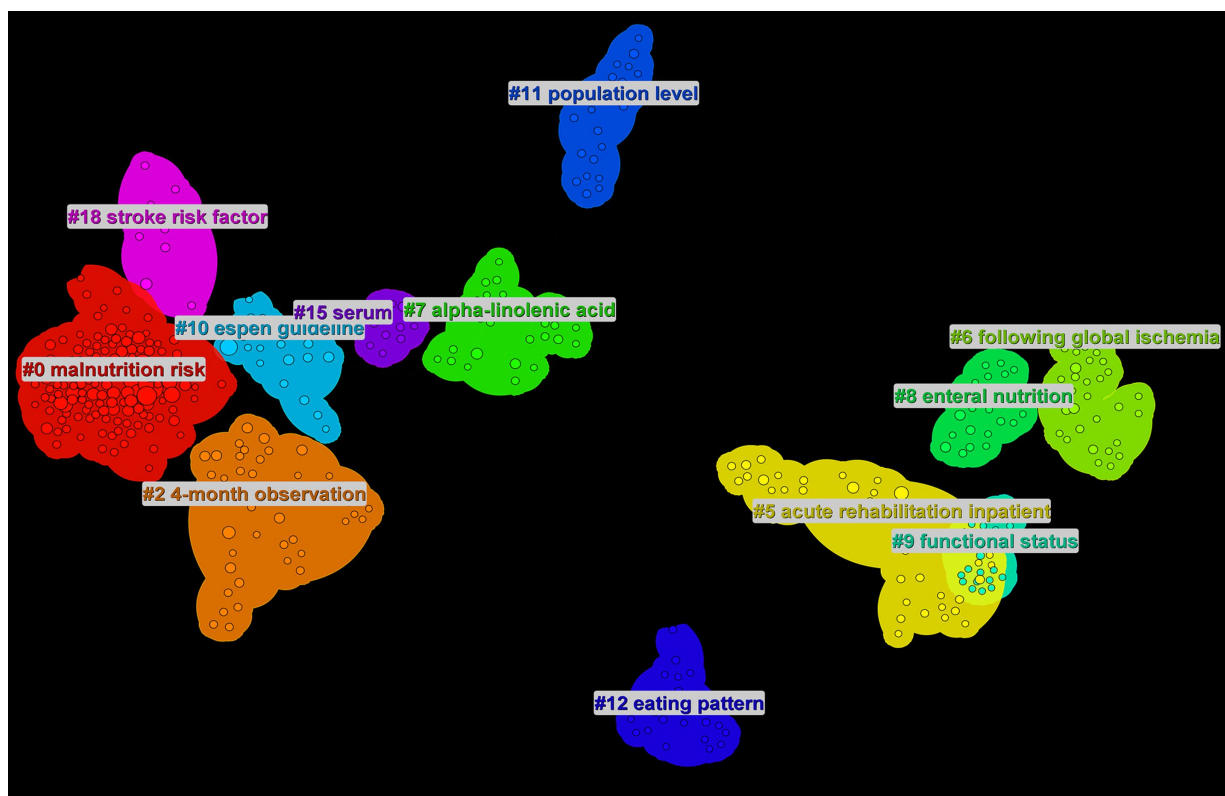 #11 population level
#18 stroke risk factor
#15 serum
#7 alpha-linolenic acid
#10 espen guideline
#6 following global ischemia
#0 malnutrition risk
#8 enteral nutrition
#2 4-month observation
#5 acute rehabilitation inpatient
#9 functional status
#12 eating pattern